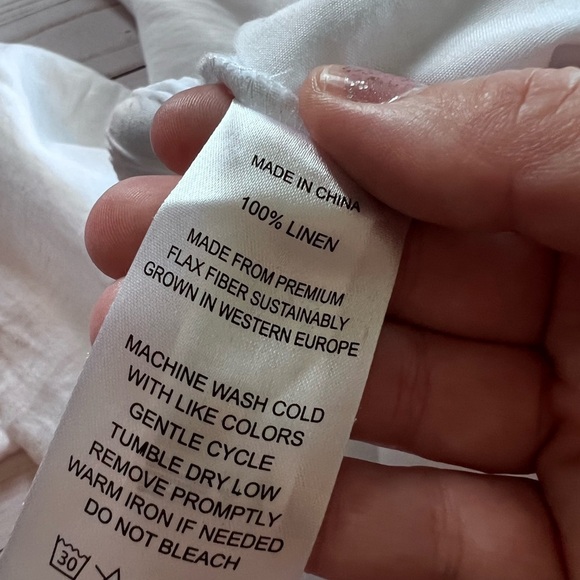 MADE IN CHINA
100% LINEN
MADE FROM PREMIUM
FLAX FIBER SUSTAINABLY
GROWN IN WESTERN EUROPE
MACHINE WASH COLD
WITH LIKE COLORS
GENTLE CYCLE
TUMBLE DRY LOW
REMOVE PROMPTLY
WARM IRON IF NEEDED
DO NOT BLEACH
30